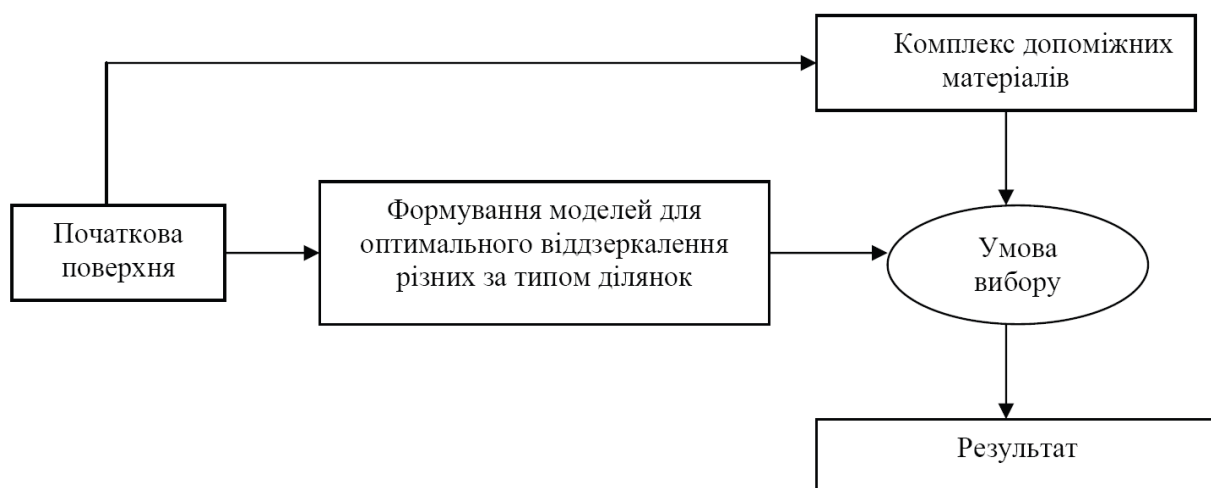 Комплекс допоміжних
матеріалів
Початкова
поверхня
Формування моделей для
оптимального віддзеркалення
різних за типом ділянок
Умова
вибору
Результат